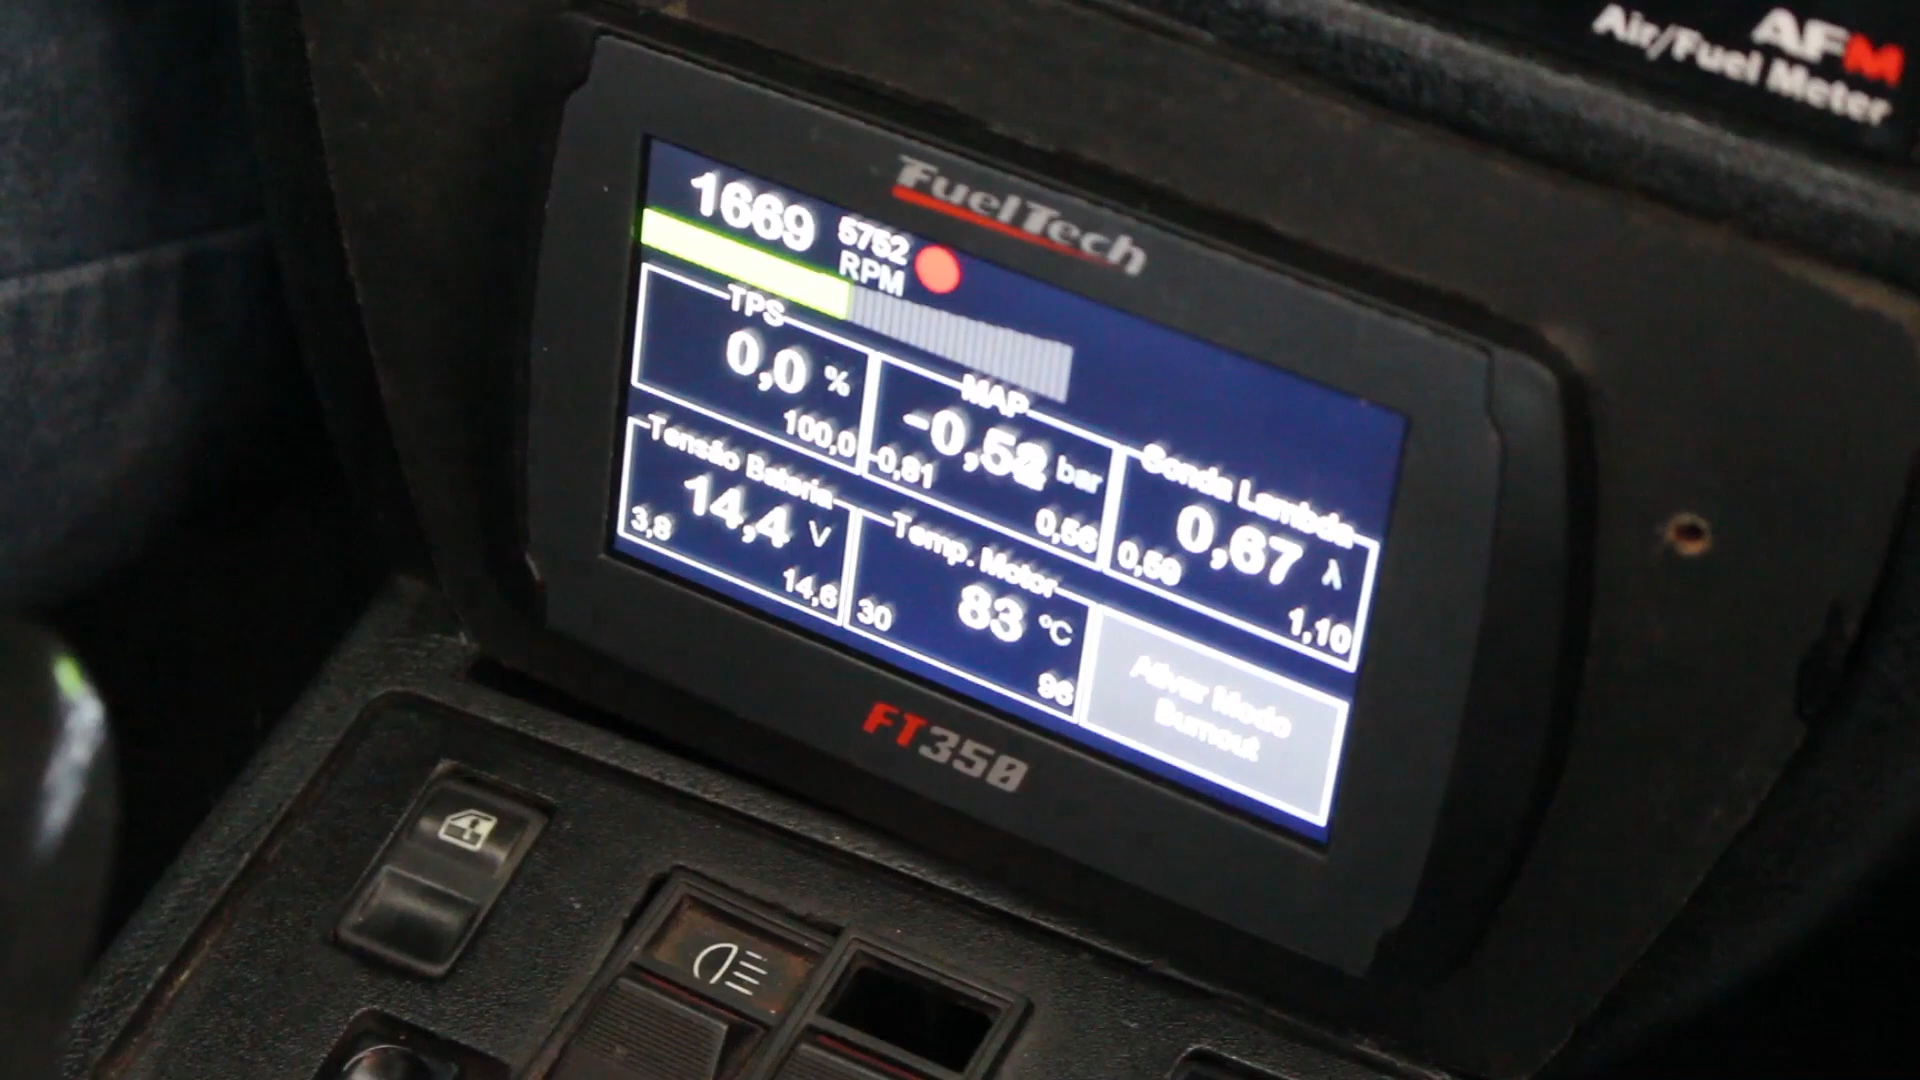 AFM
Air/Fuel Meter
FuelTech
1669
5752
RPM
TPS
0,0 %
100,0
MAP
-0,52 bar
-0,81
0,56
Sonda Lambda
0,67 λ
0,59
1,10
Tensão Bateria
14,4 V
3,8
14,6
Temp. Motor
83 °C
30
96
Ativar Modo
Burnout
FT350